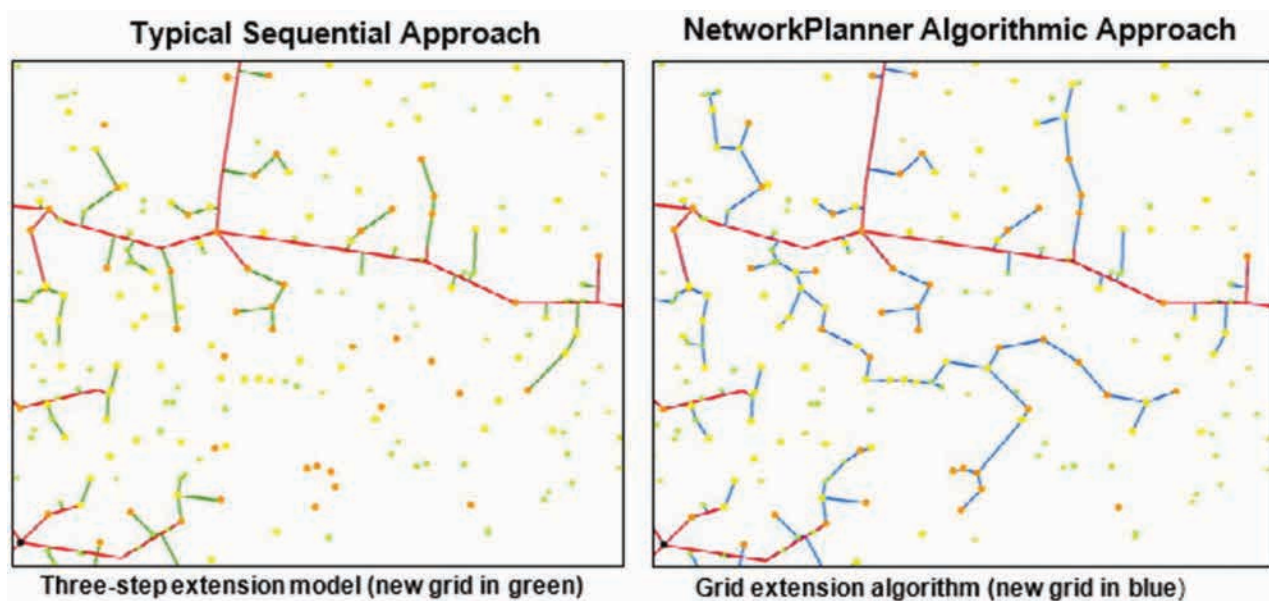 Typical Sequential Approach
NetworkPlanner Algorithmic Approach
Three-step extension model (new grid in green)
Grid extension algorithm (new grid in blue)